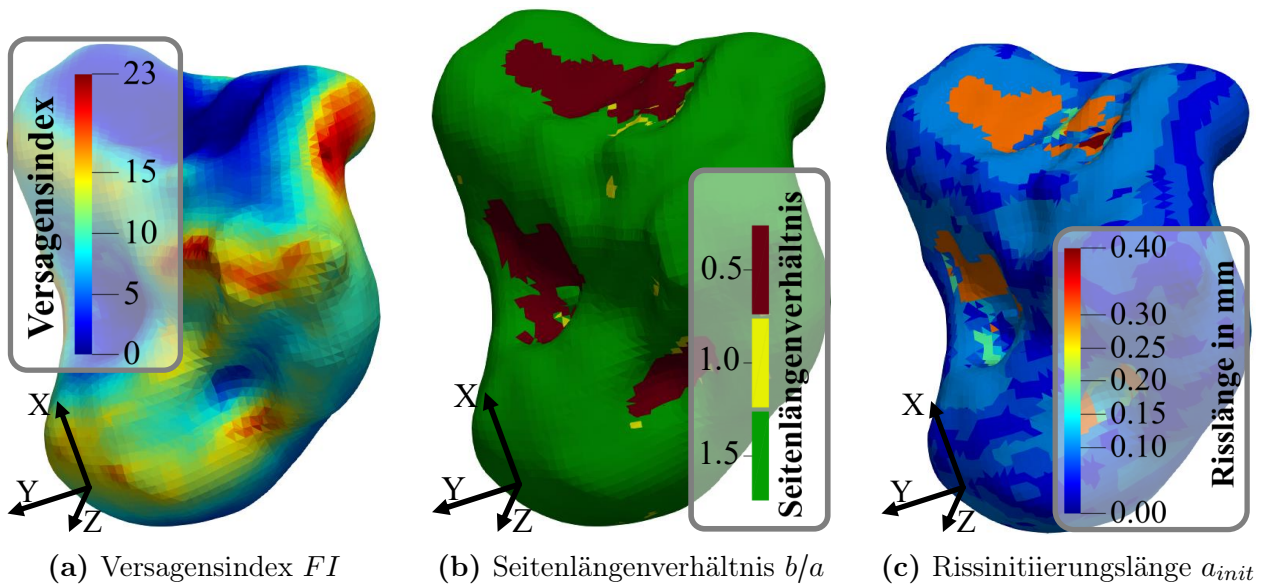 Versagensindex
23
15
10
5
0
X
Y
Z
(a) Versagensindex FI
0.5
1.0
1.5
Seitenlängenverhältnis
X
Y
Z
(b) Seitenlängenverhältnis b/a
0.40
0.30
0.25
0.20
0.15
0.10
0.00
Risslänge in mm
X
Y
Z
(c) Rissinitiierungslänge a_init